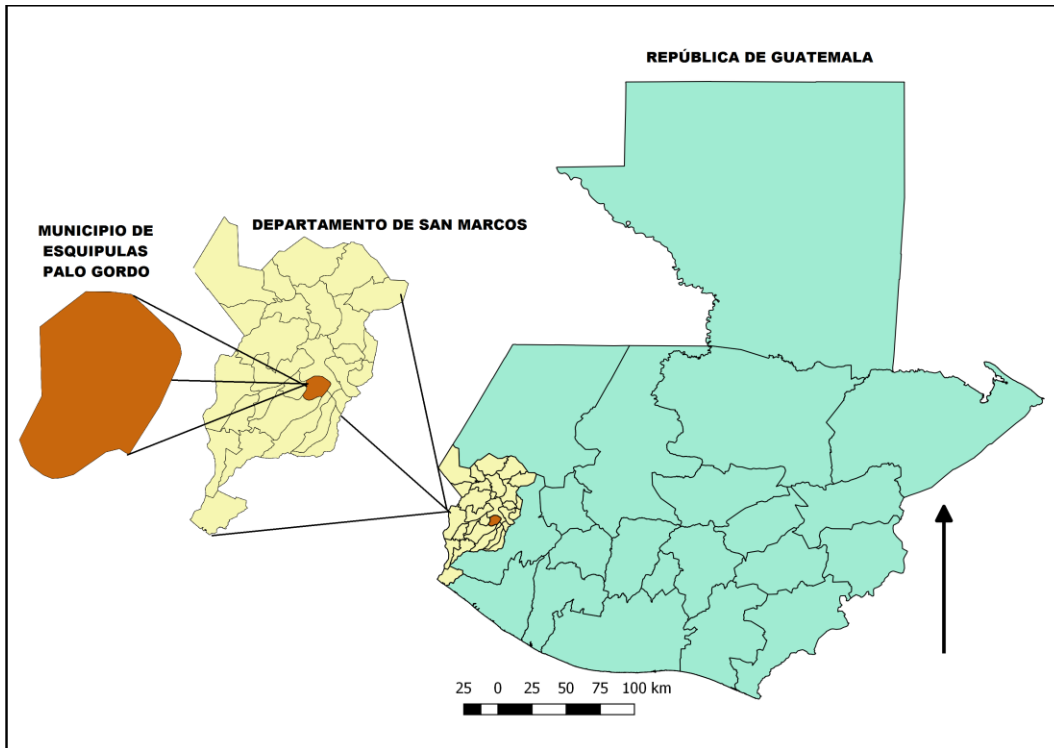 REPÚBLICA DE GUATEMALA
DEPARTAMENTO DE SAN MARCOS
MUNICIPIO DE
ESQUIPULAS
PALO GORDO
25 0 25 50 75 100 km